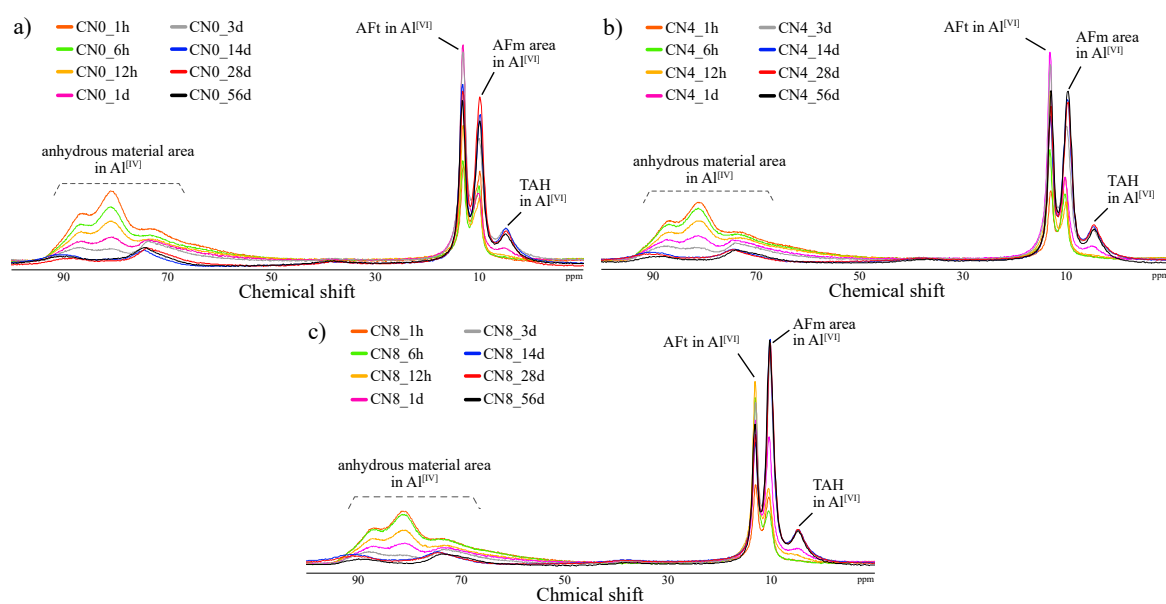 a)
CN0_1h CN0_3d
CN0_6h CN0_14d
CN0_12h CN0_28d
CN0_1d CN0_56d
AFt in Al[VI]
AFm area
in Al[VI]
anhydrous material area
in Al[IV]
TAH
in Al[VI]
90 70 50 30 10 ppm
Chemical shift
b)
CN4_1h CN4_3d
CN4_6h CN4_14d
CN4_12h CN4_28d
CN4_1d CN4_56d
AFt in Al[VI]
AFm area
in Al[VI]
anhydrous material area
in Al[IV]
TAH
in Al[VI]
90 70 50 30 10 ppm
Chemical shift
c)
CN8_1h CN8_3d
CN8_6h CN8_14d
CN8_12h CN8_28d
CN8_1d CN8_56d
AFt in Al[VI]
AFm area
in Al[VI]
anhydrous material area
in Al[IV]
TAH
in Al[VI]
90 70 50 30 10 ppm
Chmical shift